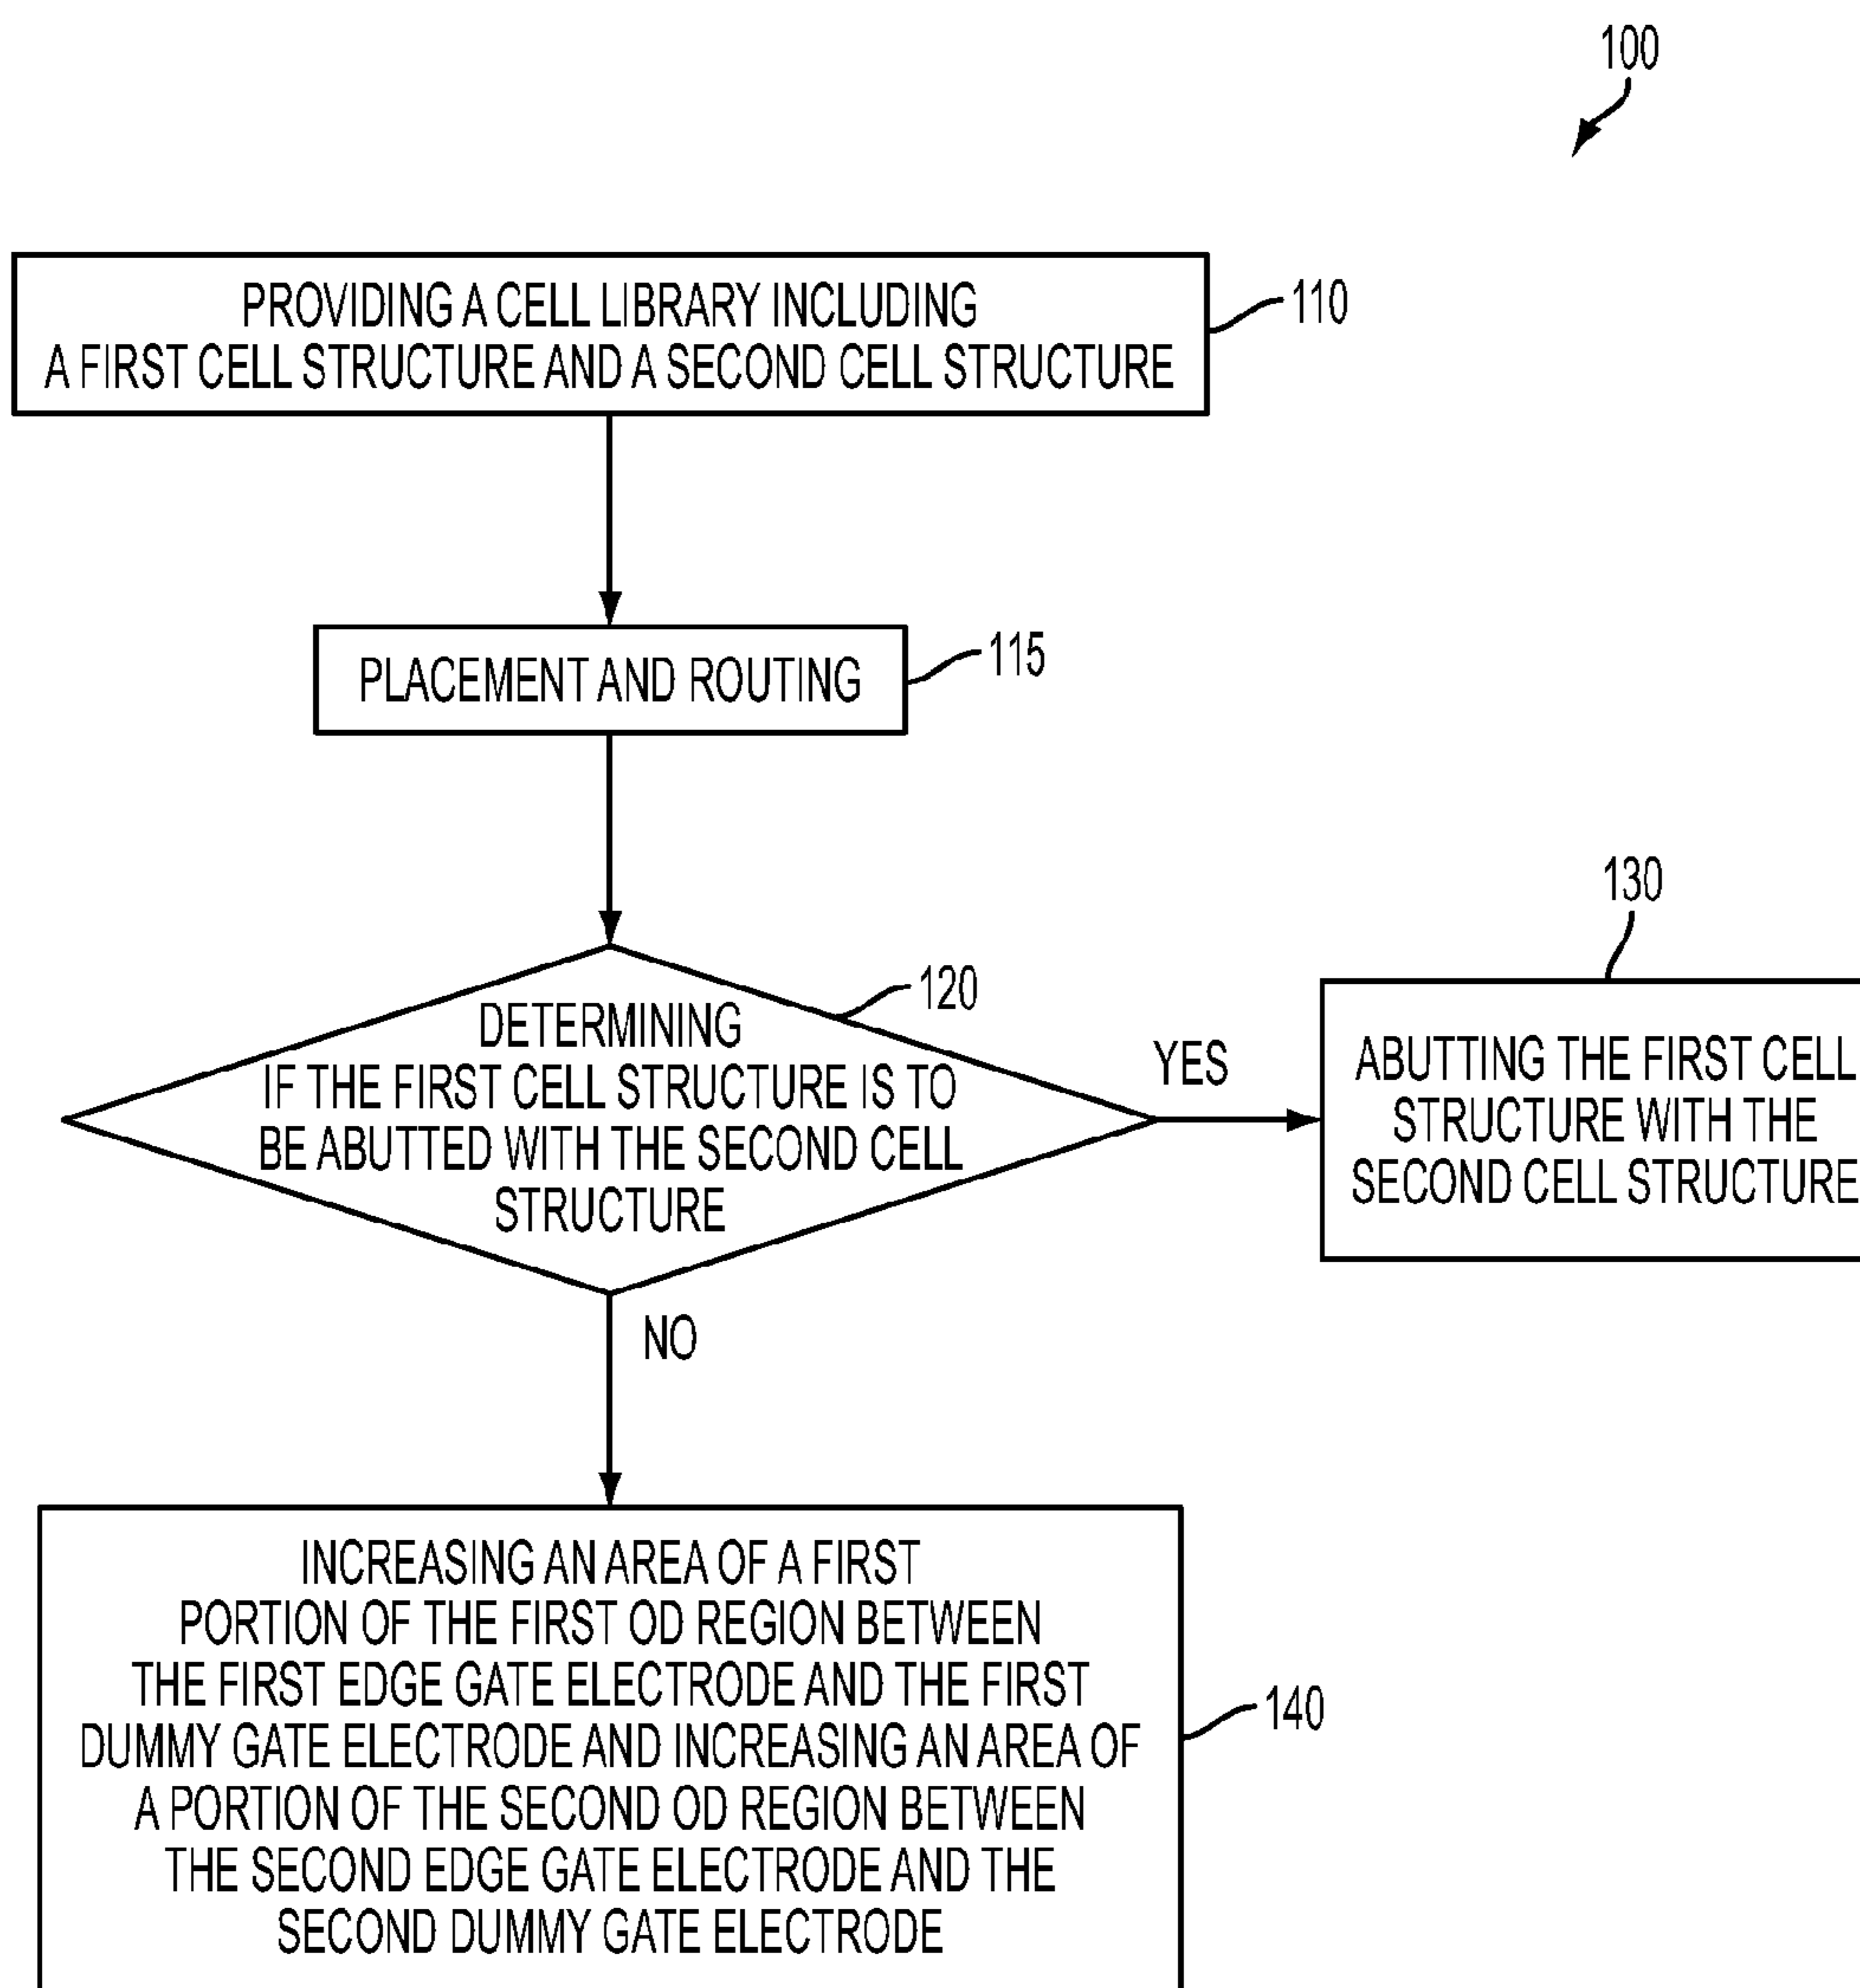 100
PROVIDING A CELL LIBRARY INCLUDING
A FIRST CELL STRUCTURE AND A SECOND CELL STRUCTURE
110
PLACEMENT AND ROUTING
115
DETERMINING
IF THE FIRST CELL STRUCTURE IS TO
BE ABUTTED WITH THE SECOND CELL
STRUCTURE
120
YES
130
ABUTTING THE FIRST CELL
STRUCTURE WITH THE
SECOND CELL STRUCTURE
NO
INCREASING AN AREA OF A FIRST
PORTION OF THE FIRST OD REGION BETWEEN
THE FIRST EDGE GATE ELECTRODE AND THE FIRST
DUMMY GATE ELECTRODE AND INCREASING AN AREA OF
A PORTION OF THE SECOND OD REGION BETWEEN
THE SECOND EDGE GATE ELECTRODE AND THE
SECOND DUMMY GATE ELECTRODE
140